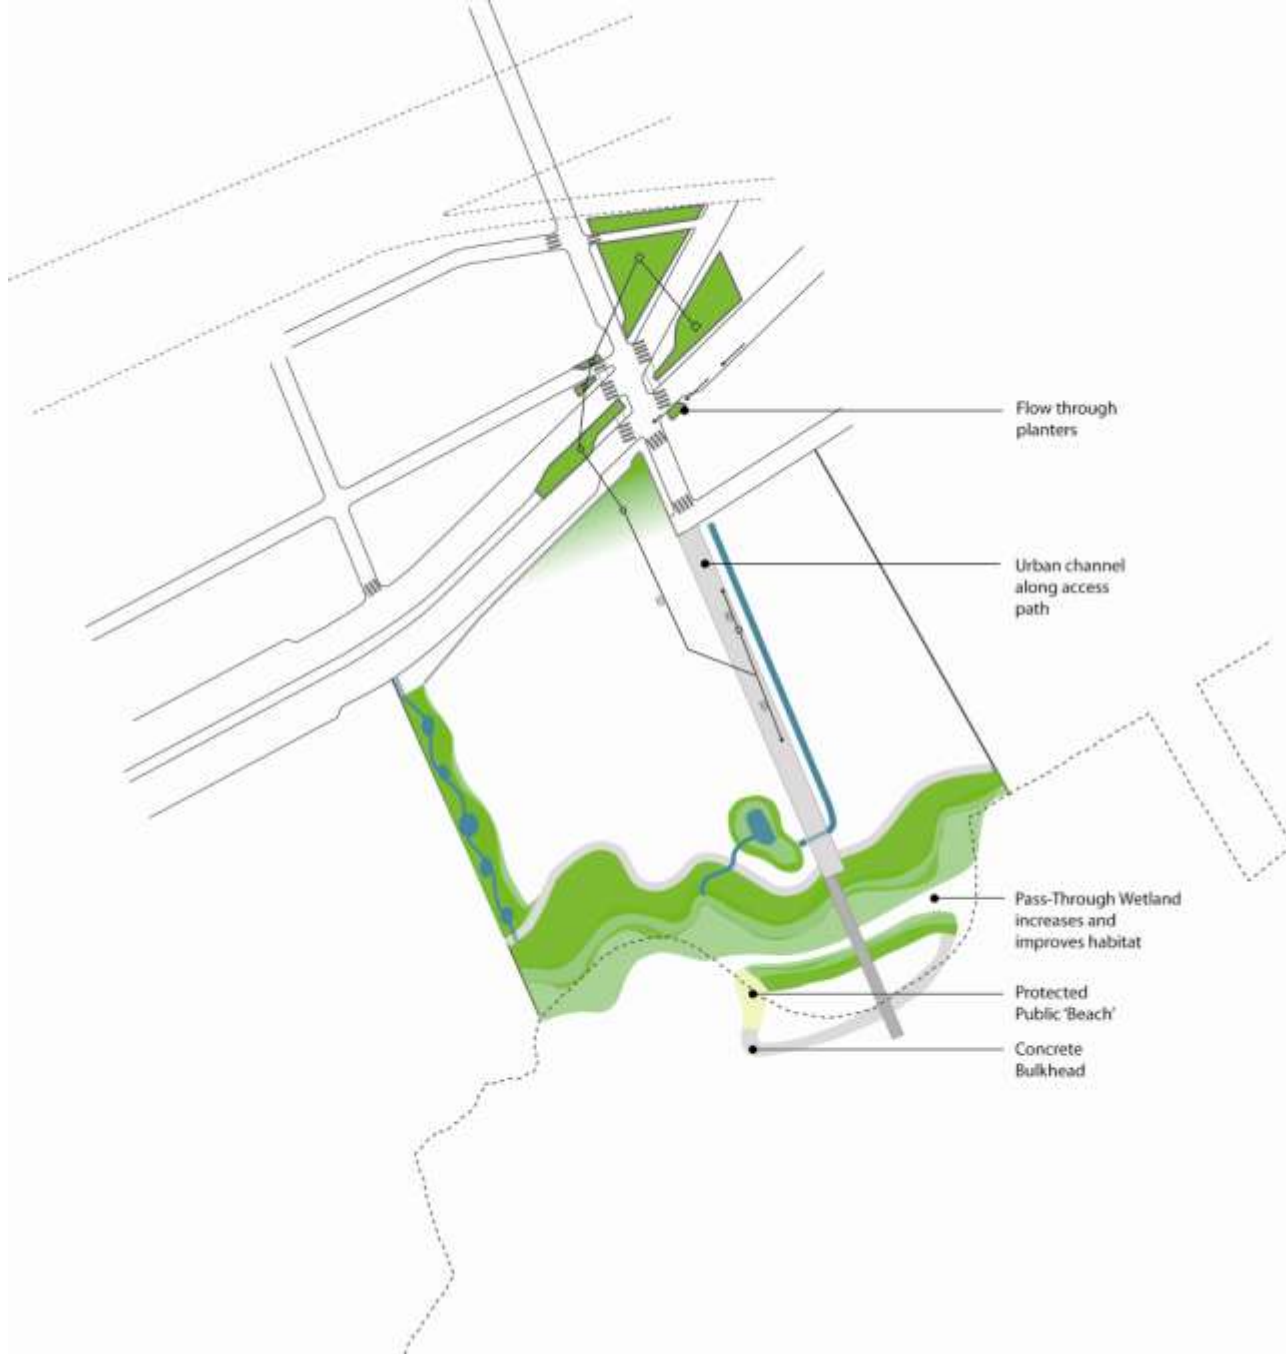 Flow through
planters
Urban channel
along access
path
Pass-Through Wetland
increases and
improves habitat
Protected
Public 'Beach'
Concrete
Bulkhead